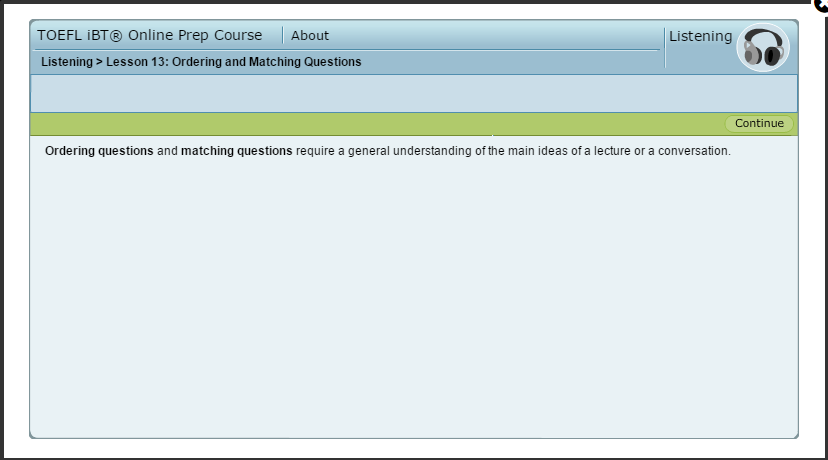 TOEFL iBT® Online Prep Course
About
Listening
Listening > Lesson 13: Ordering and Matching Questions
Continue
Ordering questions and matching questions require a general understanding of the main ideas of a lecture or a conversation.